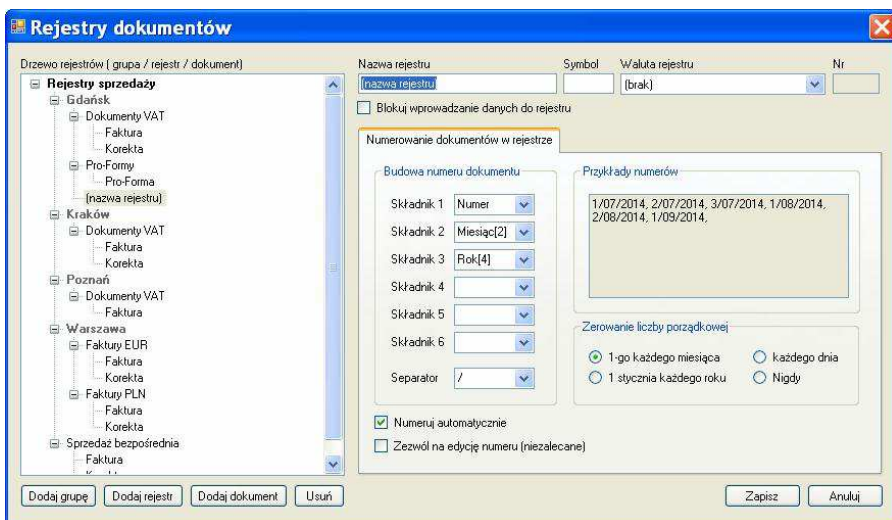 Rejestry dokumentów
Drzewo rejestrów ( grupa / rejestr / dokument)
Rejestry sprzedaży
Gdańsk
Dokumenty VAT
Faktura
Korekta
Pro-Formy
Pro-Forma
(nazwa rejestru)
Kraków
Dokumenty VAT
Faktura
Korekta
Poznań
Dokumenty VAT
Faktura
Warszawa
Faktury EUR
Faktura
Korekta
Faktury PLN
Faktura
Korekta
Sprzedaż bezpośrednia
Faktura
Dodaj grupę Dodaj rejestr Dodaj dokument Usuń
Nazwa rejestru Symbol Waluta rejestru Nr
(nazwa rejestru) (brak)
Blokuj wprowadzanie danych do rejestru
Numerowanie dokumentów w rejestrze
Budowa numeru dokumentu
Składnik 1 Numer
Składnik 2 Miesiąc[2]
Składnik 3 Rok[4]
Składnik 4
Składnik 5
Składnik 6
Separator /
Przykłady numerów
1/07/2014, 2/07/2014, 3/07/2014, 1/08/2014,
2/08/2014, 1/09/2014,
Zerowanie liczby porządkowej
1-go każdego miesiąca każdego dnia
1 stycznia każdego roku Nigdy
Numeruj automatycznie
Zezwól na edycję numeru (niezalecane)
Zapisz Anuluj